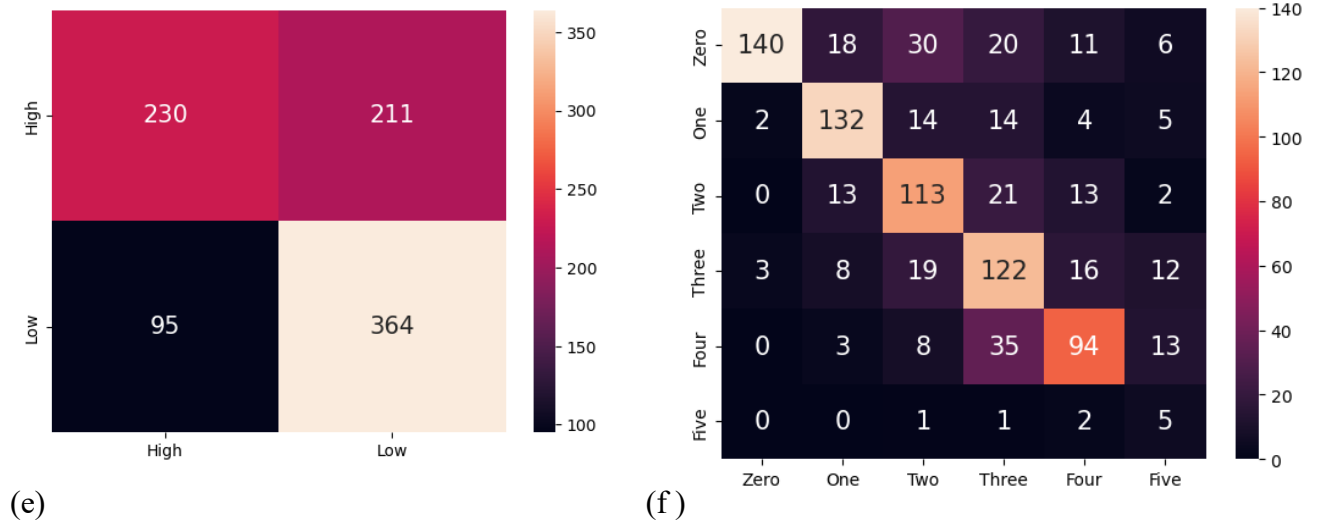 350
300
250
200
150
100
High
Low
230 211
95 364
High Low
(e)
Zero 140 18 30 20 11 6
One 2 132 14 14 4 5
Two 0 13 113 21 13 2
Three 3 8 19 122 16 12
Four 0 3 8 35 94 13
Five 0 0 1 1 2 5
Zero One Two Three Four Five
140
120
100
80
60
40
20
0
(f )